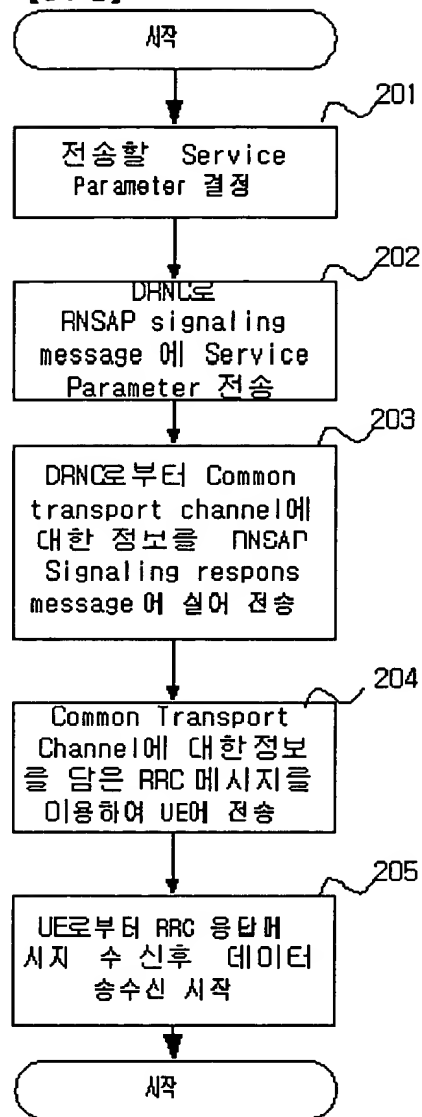 시작
201
전송할 Service
Parameter 결정
202
DRNC로
RNSAP signaling
message 에 Service
Parameter 전송
203
DRNC로부터 Common
transport channel에
대한 정보를 RNSAP
Signaling respons
message에 실어 전송
204
Common Transport
Channel에 대한정보
를 담은 RRC 메시지를
이용하여 UE에 전송
205
UE로부터 RRC 응답메
시지 수 신후 데이터
송수신 시작
시작